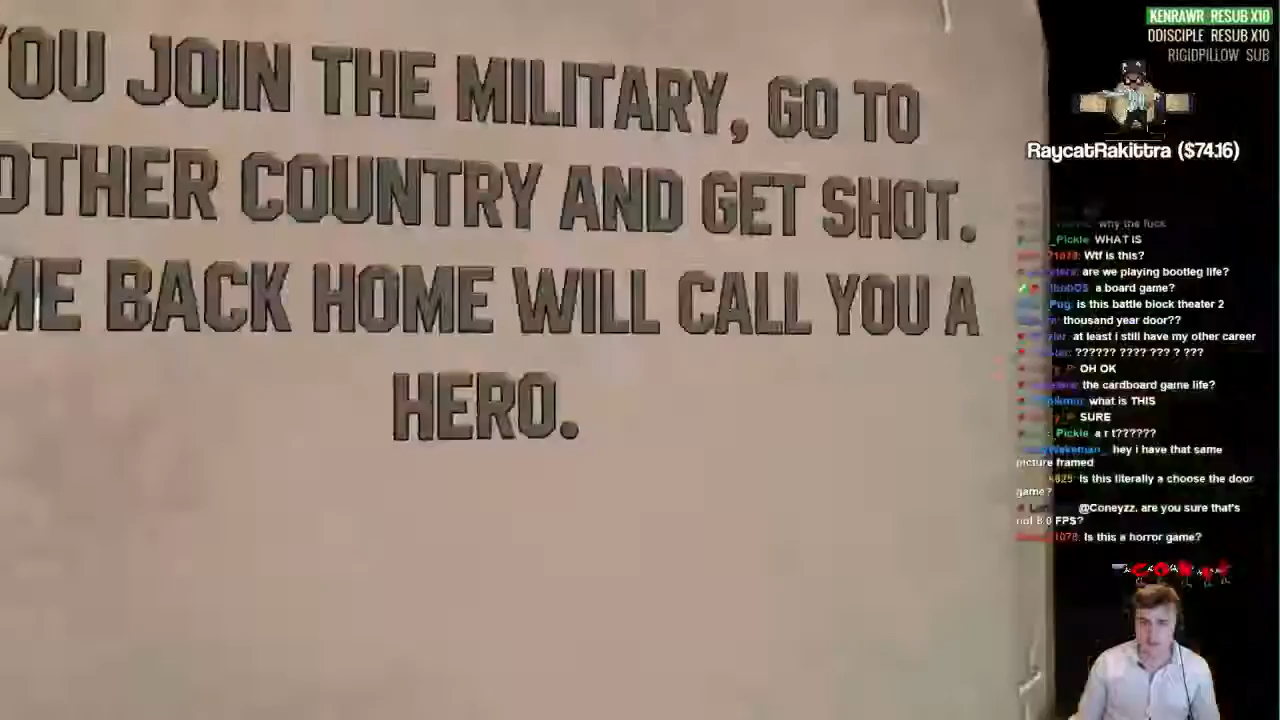 YOU JOIN THE MILITARY, GO TO
OTHER COUNTRY AND GET SHOT.
ME BACK HOME WILL CALL YOU A
HERO.
KENRAWR RESUB X10
DDISCIPLE RESUB X10
RIGIDPILLOW SUB
RaycatRakittra ($74.16)
why the fuck
_Pickle WHAT IS
Wtf is this?
are we playing bootleg life?
a board game?
_Pug: is this battle block theater 2
thousand year door??
at least i still have my other career
?????? ???? ??? ? ???
OH OK
the cardboard game life?
what is THIS
SURE
_Pickle a r t??????
hey i have that same
picture framed
Is this literally a choose the door
game?
@Coneyzz, are you sure that's
not 8.0 FPS?
1078: Is this a horror game?